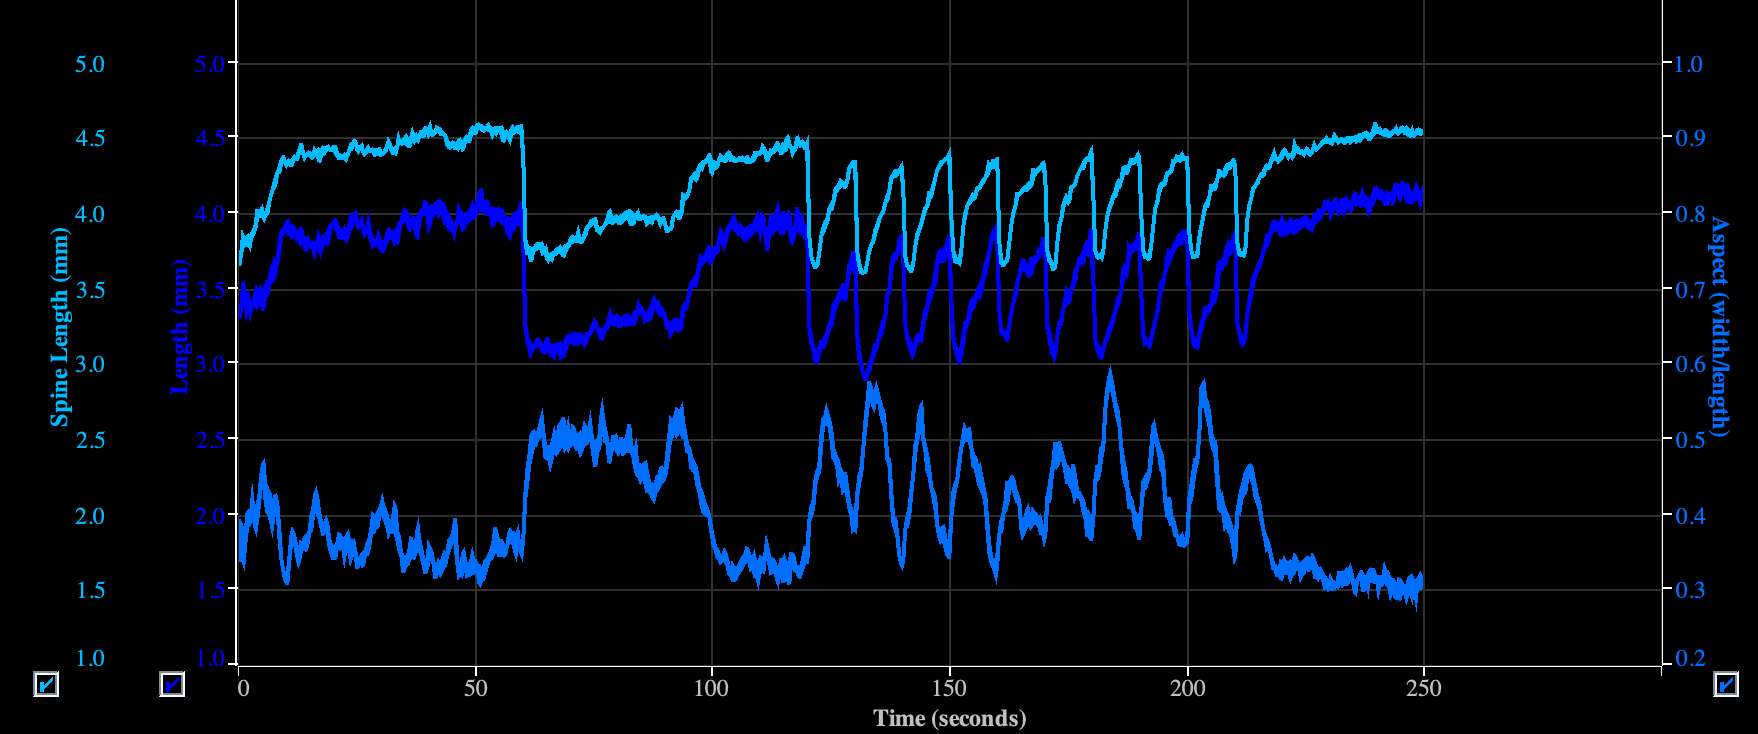 5.0 5.0 1.0
4.5 4.5 0.9
4.0 4.0 0.8
3.5 3.5 0.7
3.0 3.0 0.6
2.5 2.5 0.5
2.0 2.0 0.4
1.5 1.5 0.3
1.0 1.0 0.2
Spine Length (mm)
Length (mm)
Aspect (width/length)
0 50 100 150 200 250
Time (seconds)